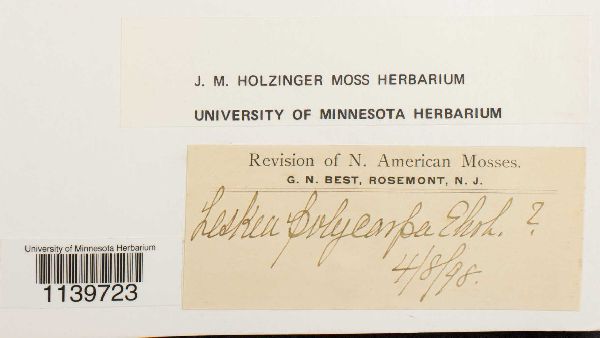 J. M. HOLZINGER MOSS HERBARIUM
UNIVERSITY OF MINNESOTA HERBARIUM
Revision of N. American Mosses.
G. N. BEST, ROSEMONT, N. J.
Leskea polycarpa Ehrh. ?
4/8/98.
University of Minnesota Herbarium
1139723